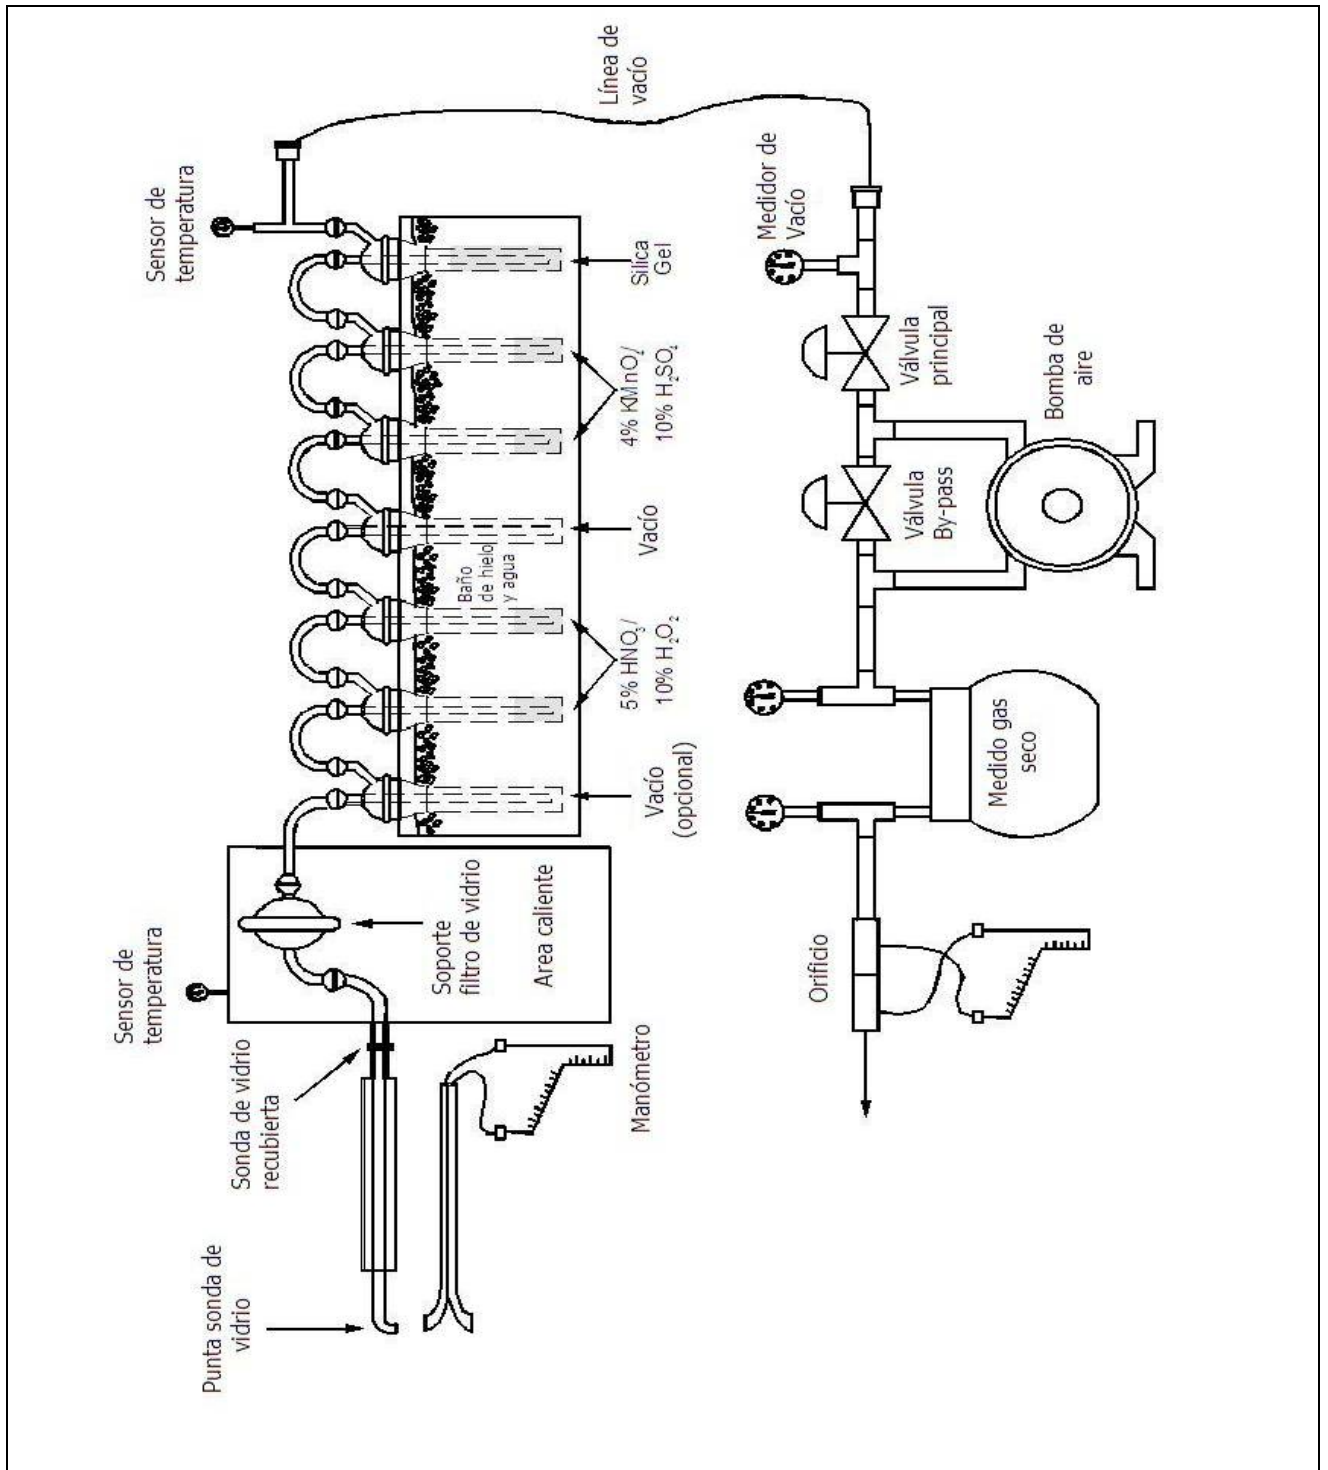 Punta sonda de
vidrio
Sonda de vidrio
recubierta
Sensor de
temperatura
Manómetro
Soporte
filtro de vidrio
Area caliente
Vacío
(opcional)
5% HNO₃/
10% H₂O₂
Baño
de hielo
y agua
Vacío
4% KMnO₄/
10% H₂SO₄
Silica
Gel
Sensor de
temperatura
Línea de
vacío
Medidor de
Vacío
Válvula
principal
Válvula
By-pass
Bomba de
aire
Medido gas
seco
Orificio